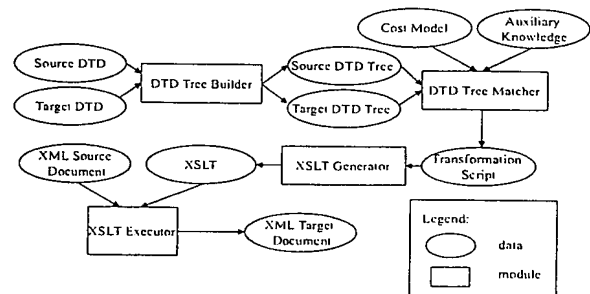 Cost Model
Auxiliary
Knowledge
Source DTD
Target DTD
DTD Tree Builder
Source DTD Tree
Target DTD Tree
DTD Tree Matcher
XML Source
Document
XSLT
XSLT Generator
Transformation
Script
XSLT Executor
XML Target
Document
Legend:
data
module